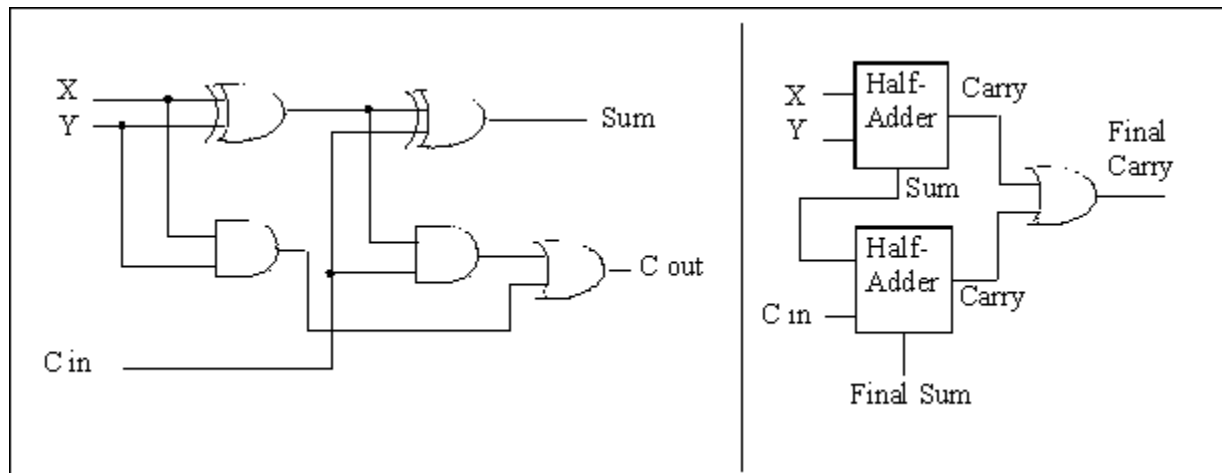 X
Y
Sum
C out
C in
Half-
Adder
Carry
X
Y
Final
Carry
Sum
Half-
Adder
Carry
C in
Final Sum